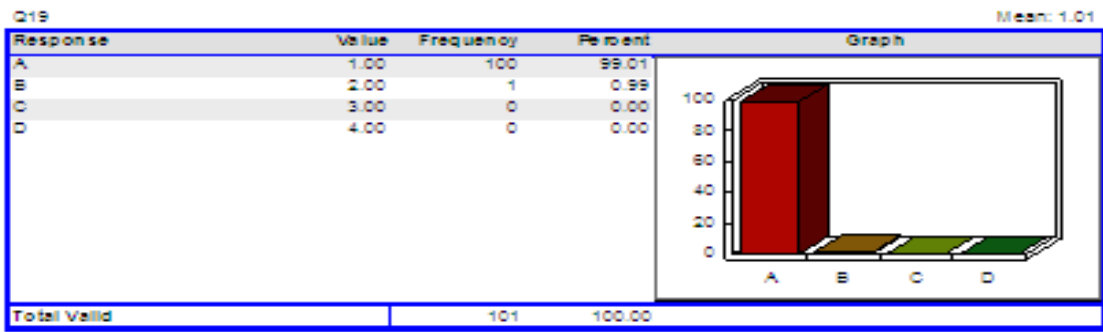 Q19 Mean: 1.01
Response Value Frequency Percent Graph
A 1.00 100 99.01
B 2.00 1 0.99
C 3.00 0 0.00
D 4.00 0 0.00
100
80
60
40
20
0
A B C D
Total Valid 101 100.00